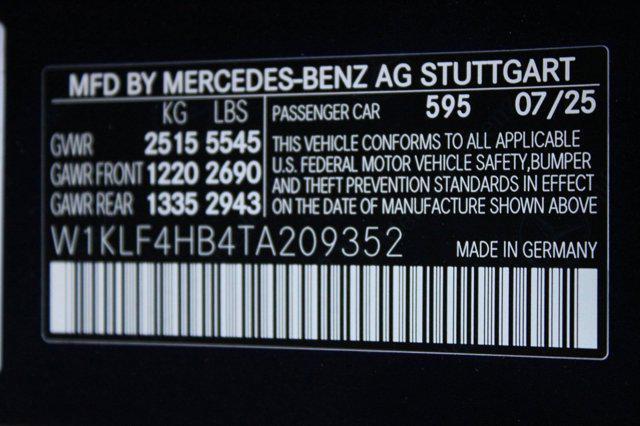 MFD BY MERCEDES-BENZ AG STUTTGART
KG LBS
GVWR 2515 5545
GAWR FRONT 1220 2690
GAWR REAR 1335 2943
PASSENGER CAR 595 07/25
THIS VEHICLE CONFORMS TO ALL APPLICABLE
U.S. FEDERAL MOTOR VEHICLE SAFETY,BUMPER
AND THEFT PREVENTION STANDARDS IN EFFECT
ON THE DATE OF MANUFACTURE SHOWN ABOVE
W1KLF4HB4TA209352
MADE IN GERMANY